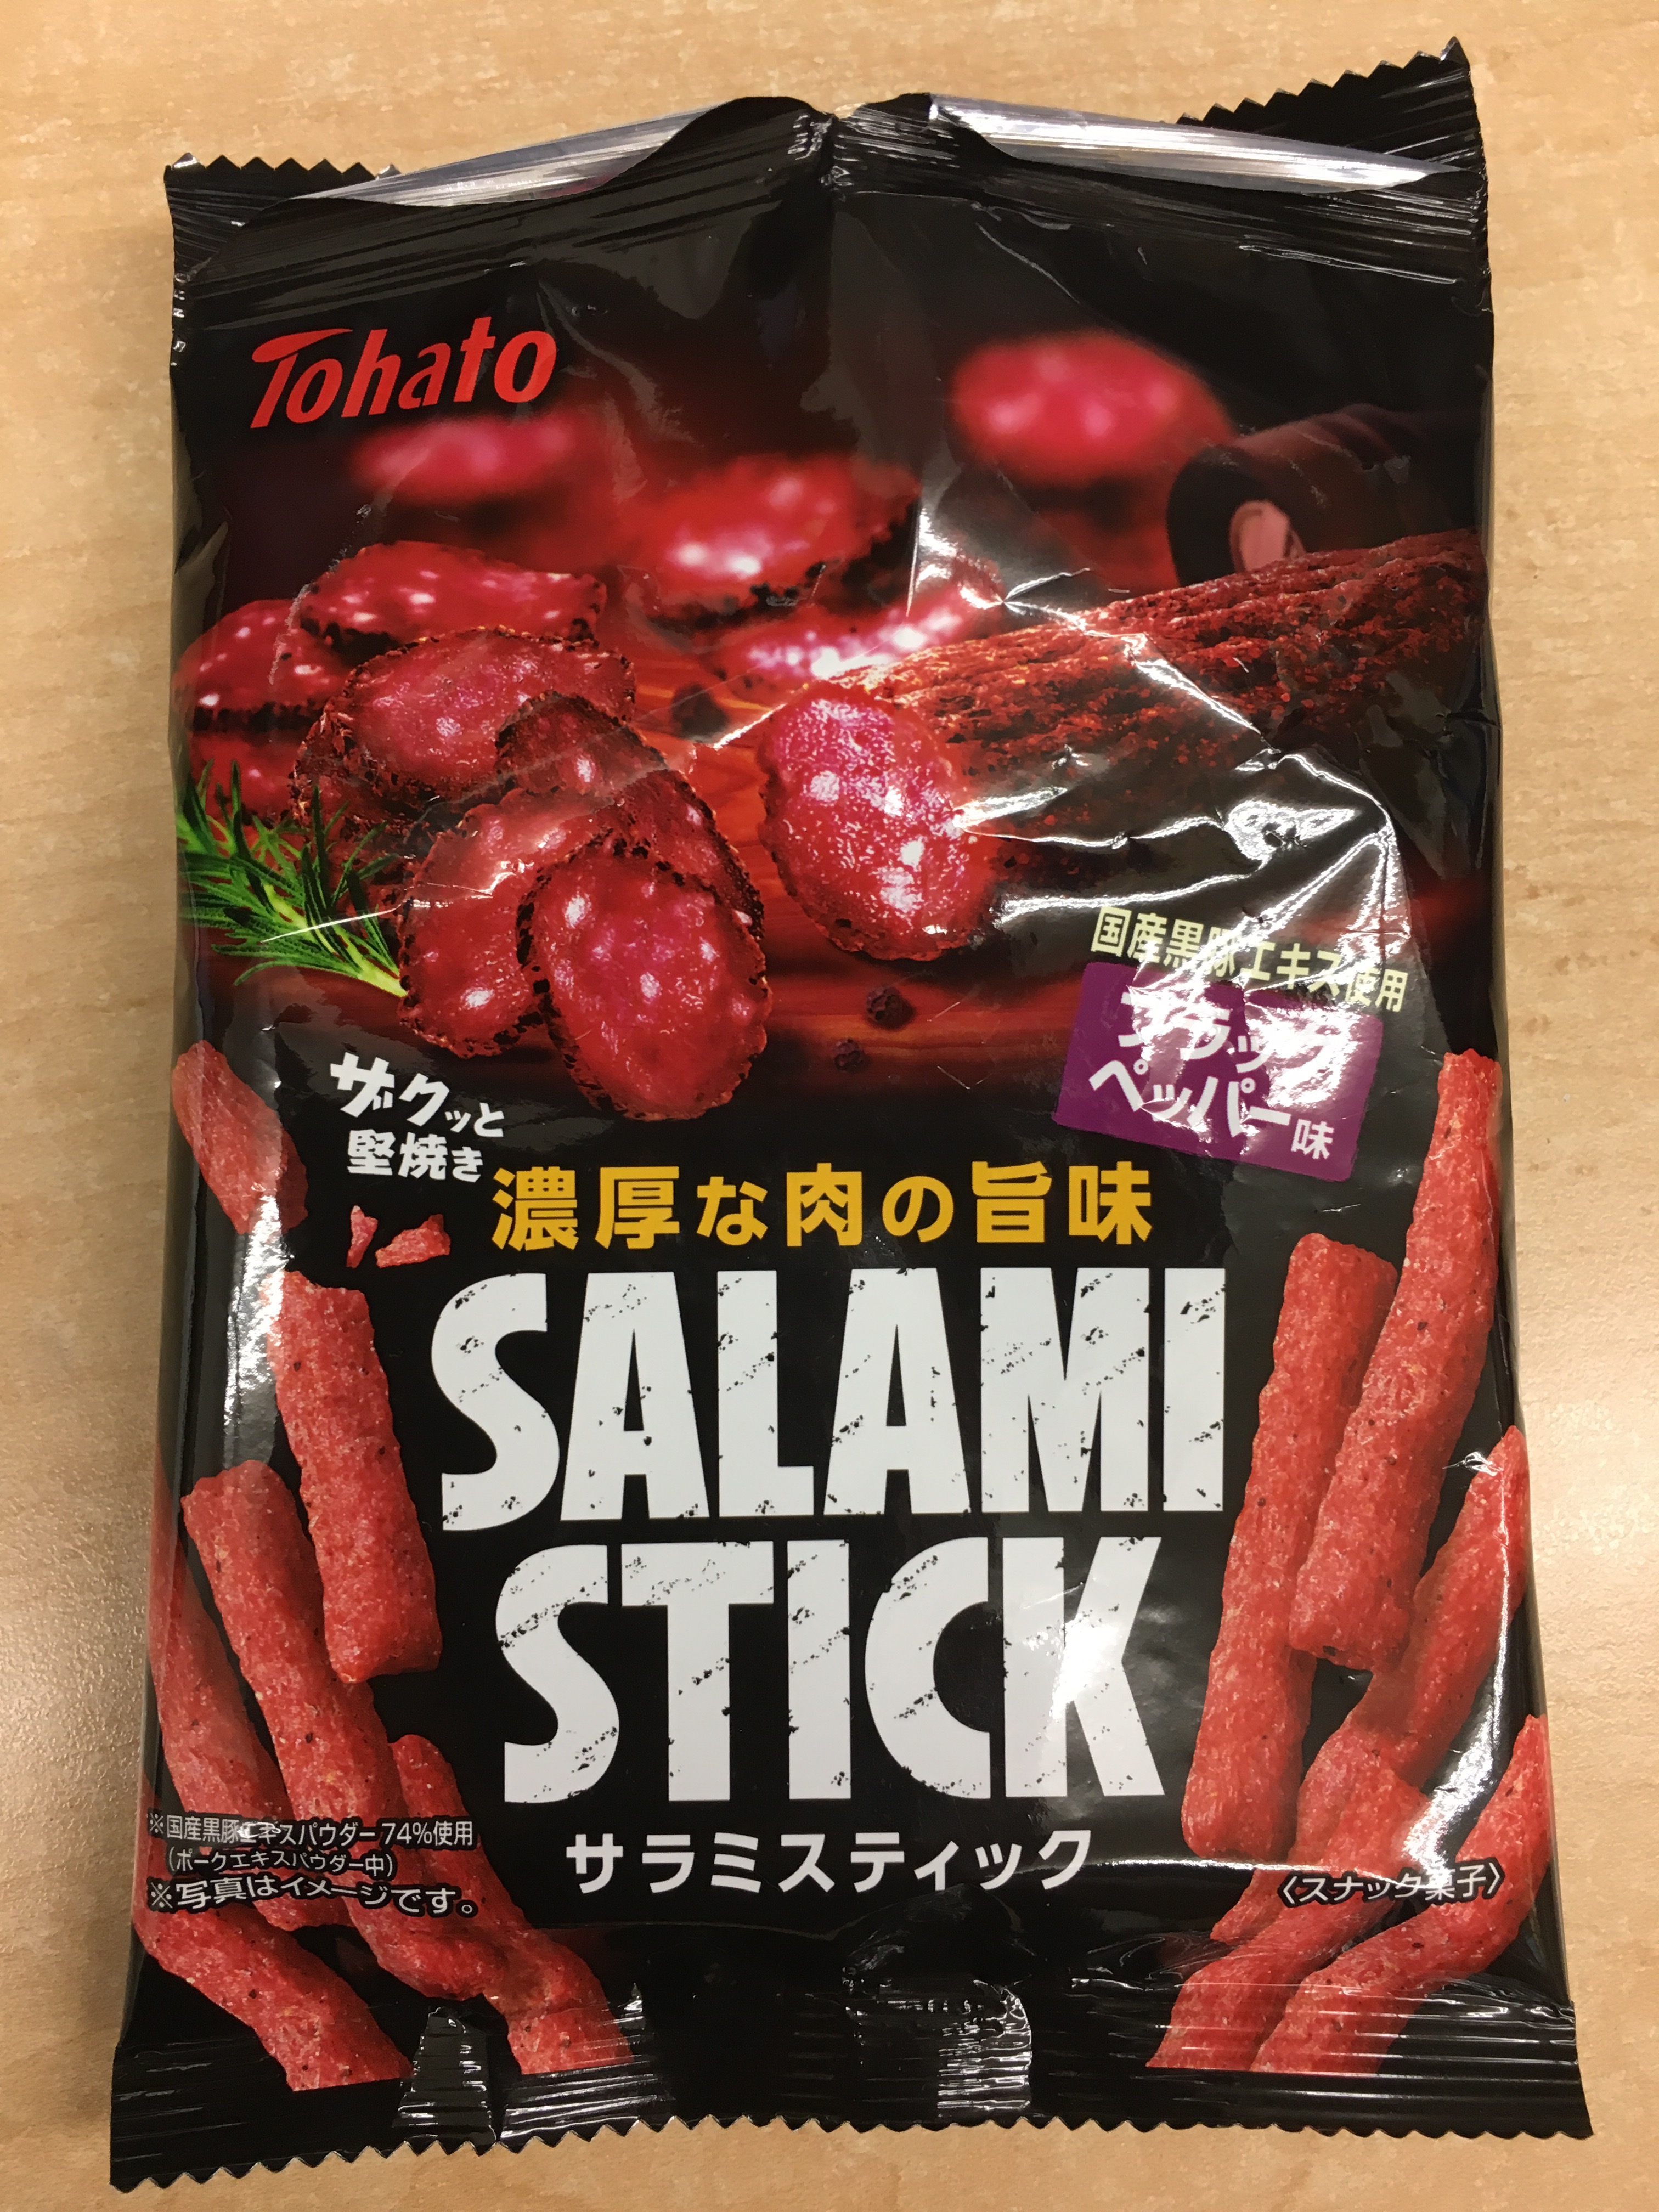 Tohato
国産黒豚エキス使用
ブラック
ペッパー味
ザクッと
堅焼き
濃厚な肉の旨味
SALAMI
STICK
サラミスティック
※国産黒豚エキスパウダー74%使用
(ポークエキスパウダー中)
※写真はイメージです。
〈スナック菓子〉